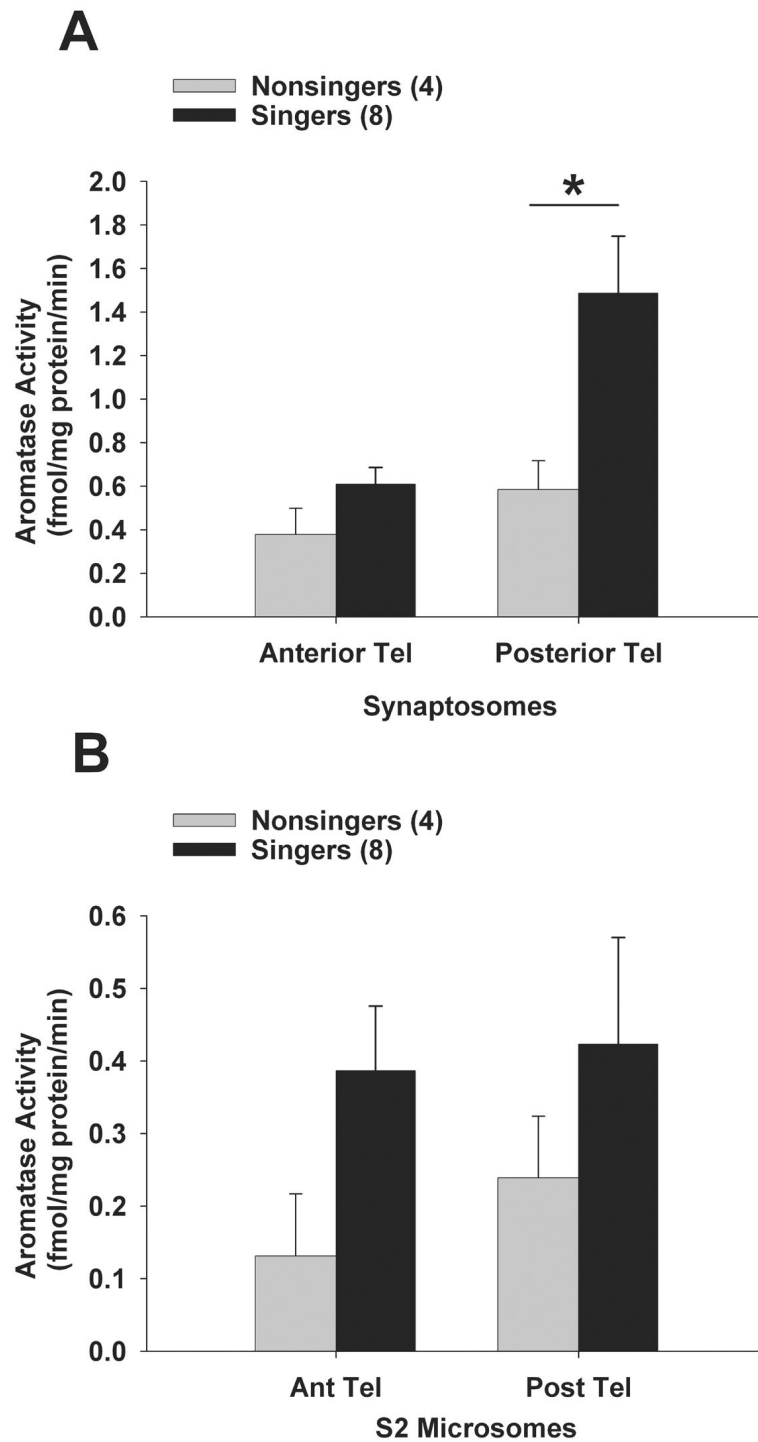 A
Nonsingers (4)
Singers (8)
2.0
1.8
1.6
1.4
1.2
1.0
0.8
0.6
0.4
0.2
0.0
Aromatase Activity
(fmol/mg protein/min)
*
Anterior Tel
Posterior Tel
Synaptosomes
B
Nonsingers (4)
Singers (8)
0.6
0.5
0.4
0.3
0.2
0.1
0.0
Aromatase Activity
(fmol/mg protein/min)
Ant Tel
Post Tel
S2 Microsomes